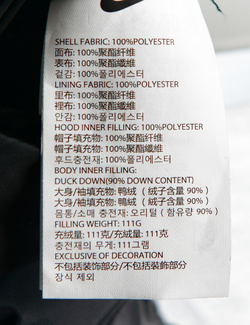 SHELL FABRIC: 100%POLYESTER
面布: 100%聚酯纖維
表布: 100%聚酯纖維
겉감: 100%폴리에스터
LINING FABRIC: 100%POLYESTER
里布: 100%聚酯纖維
裡布: 100%聚酯纖維
안감: 100%폴리에스터
HOOD INNER FILLING: 100%POLYESTER
帽子填充物: 100%聚酯纖維
帽子填充物: 100%聚酯纖維
후드충전재: 100%폴리에스터
BODY INNER FILLING:
DUCK DOWN(90% DOWN CONTENT)
大身/袖填充物: 鸭绒 ( 绒子含量 90% )
大身/袖填充物: 鴨絨 ( 絨子含量 90% )
몸통/소매 충전재: 오리털 ( 함유량 90% )
FILLING WEIGHT: 111G
充绒量: 111克/充絨量: 111克
충전재의 무게: 111그램
EXCLUSIVE OF DECORATION
不包括装饰部分/不包括裝飾部分
장식 제외